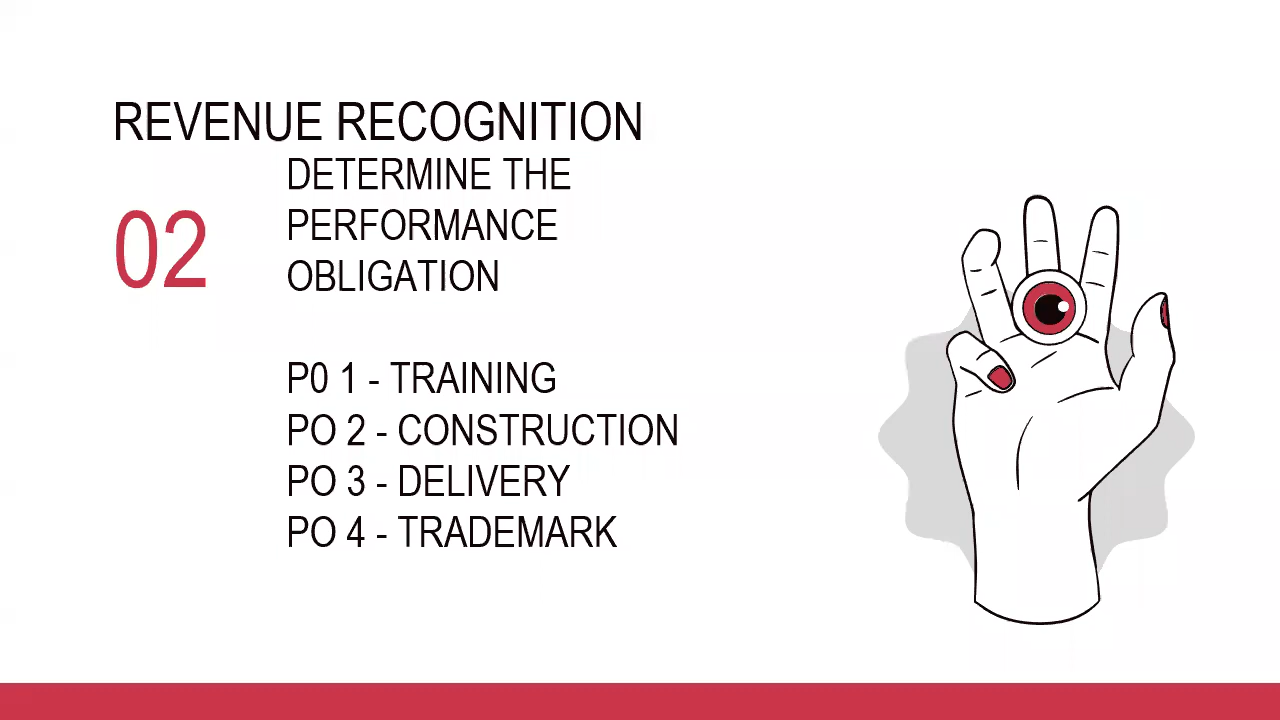 REVENUE RECOGNITION
02
DETERMINE THE
PERFORMANCE
OBLIGATION
P0 1 - TRAINING
PO 2 - CONSTRUCTION
PO 3 - DELIVERY
PO 4 - TRADEMARK